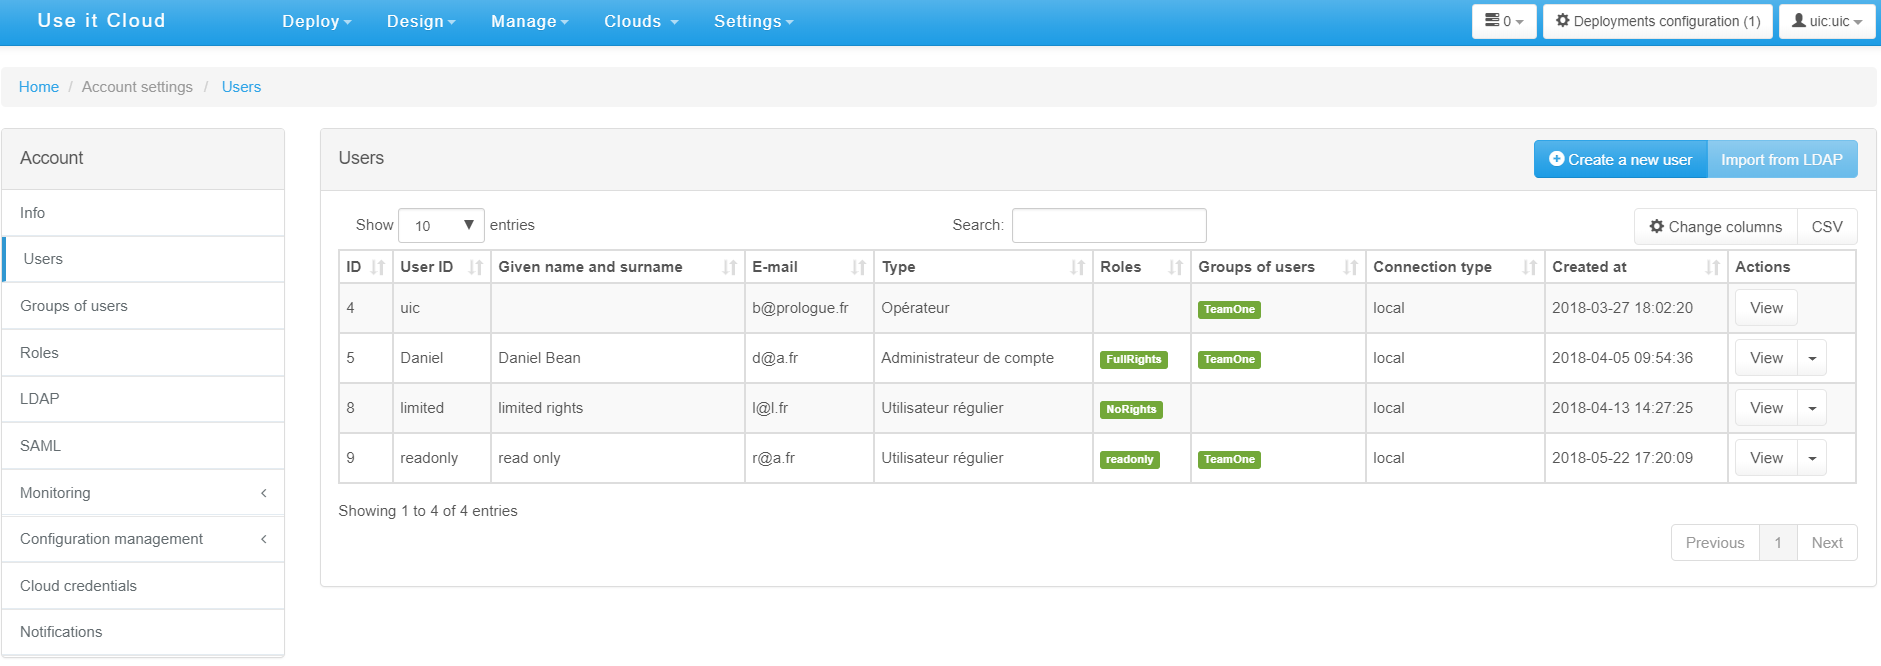 Use it Cloud Deploy Design Manage Clouds Settings 0 Deployments configuration (1) uic:uic
Home / Account settings / Users
Account
Info
Users
Groups of users
Roles
LDAP
SAML
Monitoring
Configuration management
Cloud credentials
Notifications
Users Create a new user Import from LDAP
Show 10 entries Search: Change columns CSV
ID User ID Given name and surname E-mail Type Roles Groups of users Connection type Created at Actions
4 uic b@prologue.fr Opérateur TeamOne local 2018-03-27 18:02:20 View
5 Daniel Daniel Bean d@a.fr Administrateur de compte FullRights TeamOne local 2018-04-05 09:54:36 View
8 limited limited rights l@l.fr Utilisateur régulier NoRights local 2018-04-13 14:27:25 View
9 readonly read only r@a.fr Utilisateur régulier readonly TeamOne local 2018-05-22 17:20:09 View
Showing 1 to 4 of 4 entries
Previous 1 Next